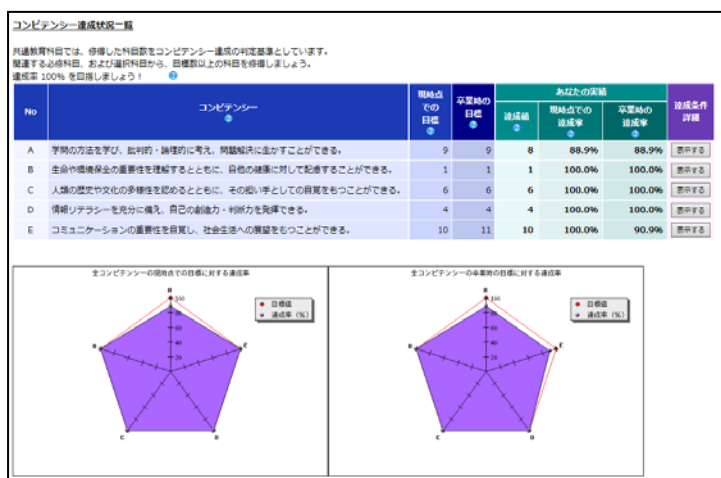 コンピテンシー達成状況一覧
共通教育科目では、修得した科目数をコンピテンシー達成の判定基準としています。
関連する必修科目、および選択科目から、目標数以上の科目を修得しましょう。
達成率 100% を目指しましょう！
No コンピテンシー 現時点での目標 卒業時の目標 あなたの実績 達成条件詳細
達成値 現時点での達成率 卒業時の達成率
A 学問の方法を学び、批判的・論理的に考え、問題解決に生かすことができる。 9 9 8 88.9% 88.9% 表示する
B 生命や環境保全の重要性を理解するとともに、自他の健康に対して配慮することができる。 1 1 1 100.0% 100.0% 表示する
C 人類の歴史や文化の多様性を認めるとともに、その担い手としての自覚をもつことができる。 6 6 6 100.0% 100.0% 表示する
D 情報リテラシーを充分に備え、自己の創造力・判断力を発揮できる。 4 4 4 100.0% 100.0% 表示する
E コミュニケーションの重要性を自覚し、社会生活への展望をもつことができる。 10 11 10 100.0% 90.9% 表示する
全コンピテンシーの現時点での目標に対する達成率
A
100
80
60
40
20
B
E
C
D
目標値
達成率（%）
全コンピテンシーの卒業時の目標に対する達成率
A
100
80
60
40
20
B
E
C
D
目標値
達成率（%）